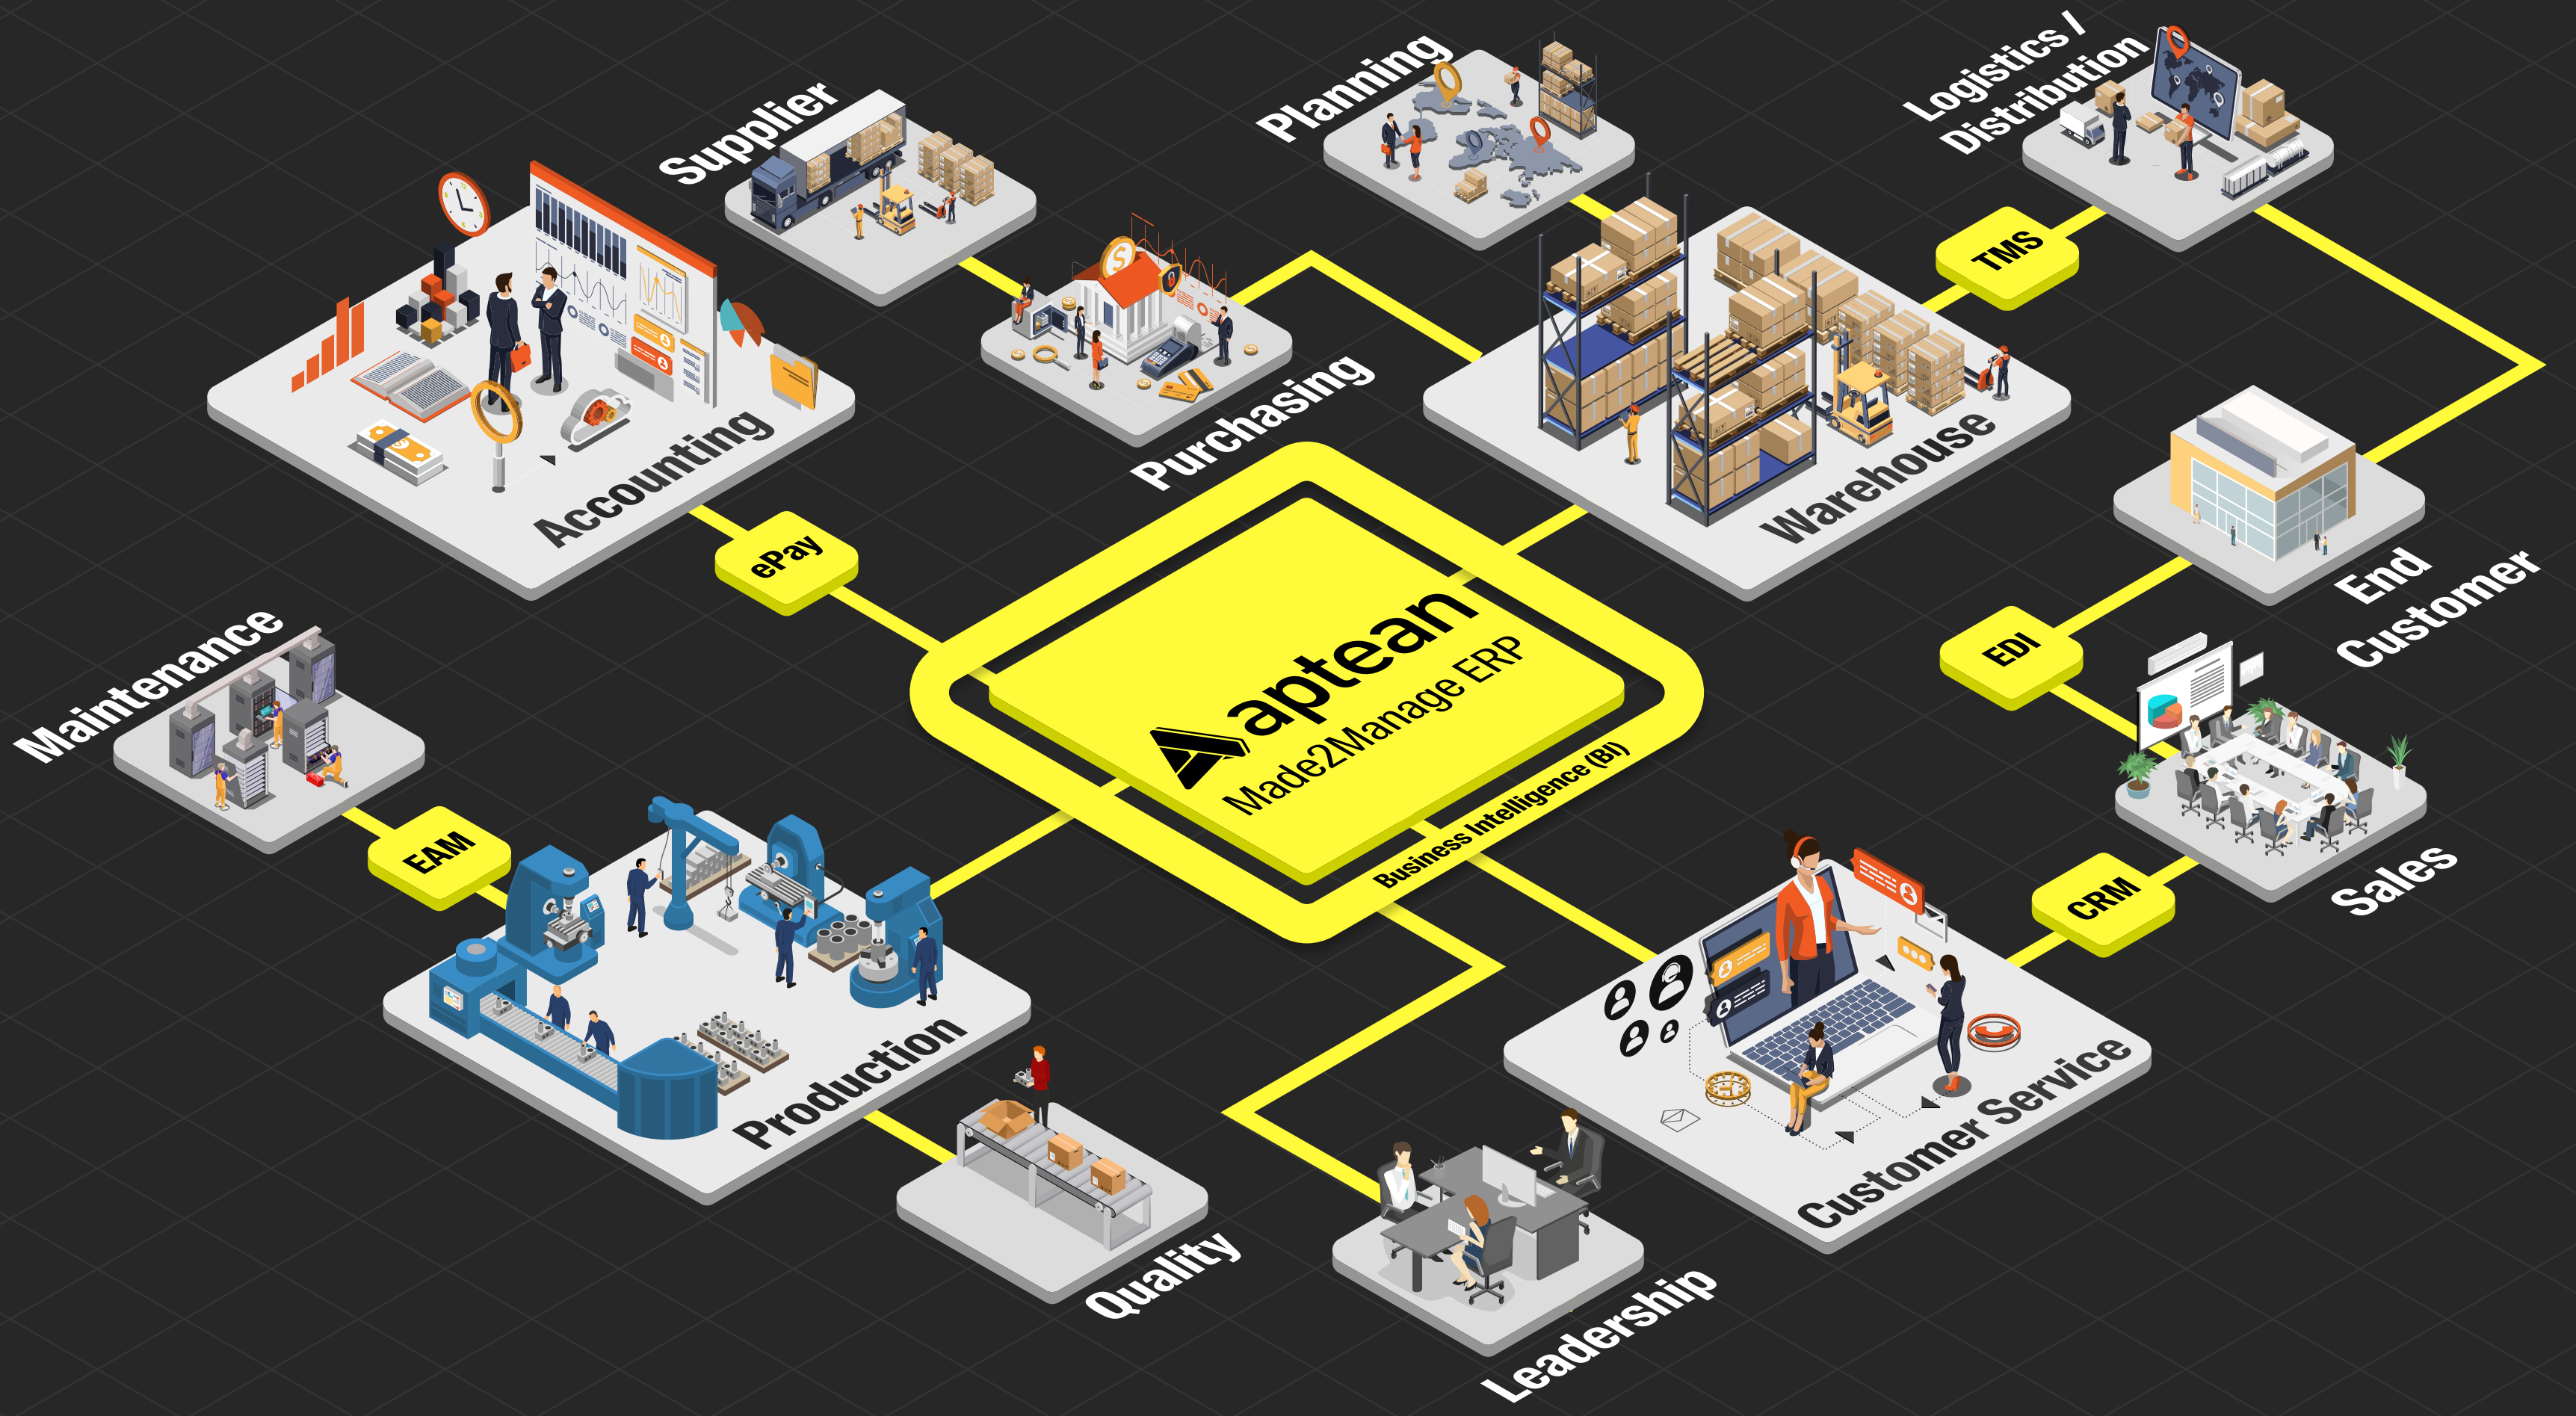 Supplier
Planning
Logistics /
Distribution
TMS
Purchasing
Accounting
Warehouse
ePay
End
Customer
EDI
Maintenance
aptean
Made2Manage ERP
Business Intelligence (BI)
EAM
Sales
CRM
Production
Customer Service
Quality
Leadership